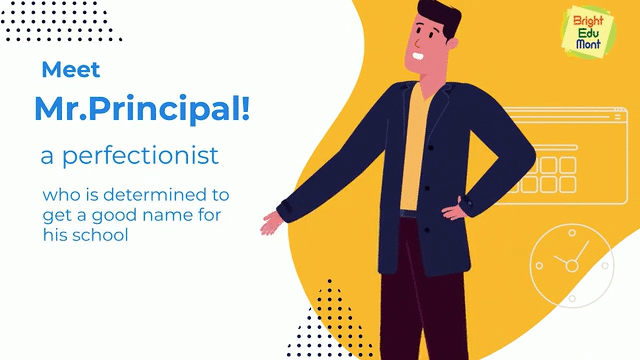 Meet
Mr.Principal!
a perfectionist
who is determined to
get a good name for
his school
Bright
Edu
Mont